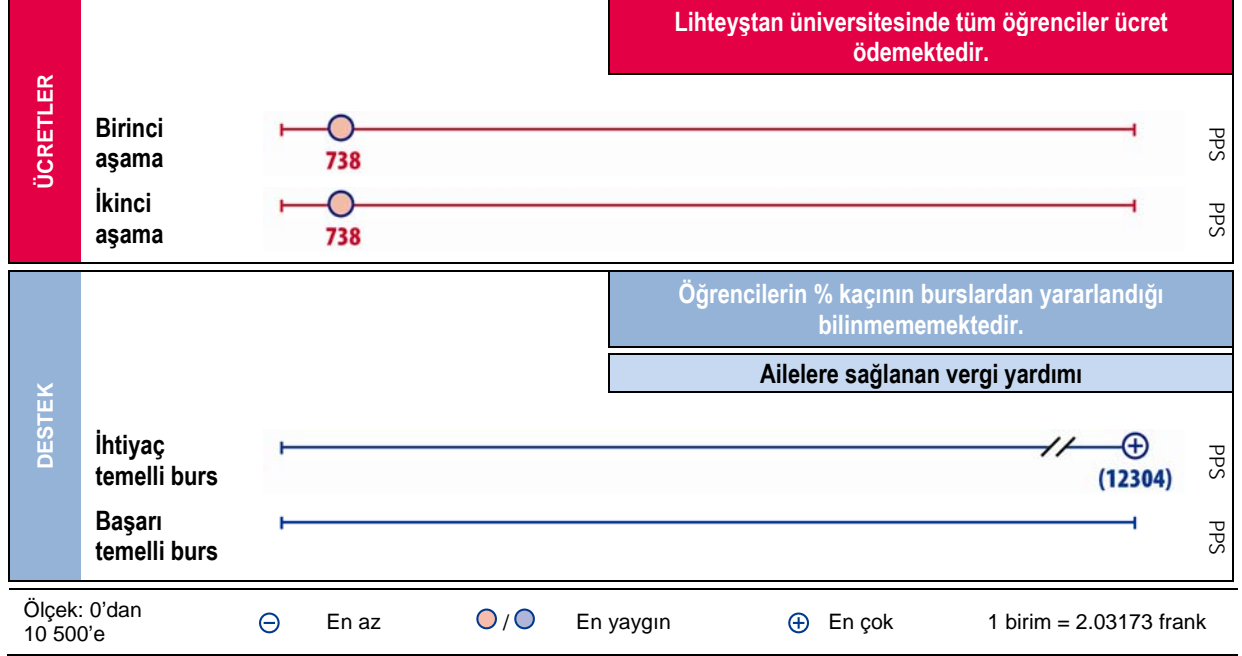 Lihteyştan üniversitesinde tüm öğrenciler ücret
ödemektedir.
ÜCRETLER
Birinci
aşama
738
PPS
İkinci
aşama
738
PPS
Öğrencilerin % kaçının burslardan yararlandığı
bilinmememektedir.
Ailelere sağlanan vergi yardımı
DESTEK
İhtiyaç
temelli burs
(12304)
PPS
Başarı
temelli burs
PPS
Ölçek: 0’dan
10 500’e
En az
/
En yaygın
En çok
1 birim = 2.03173 frank